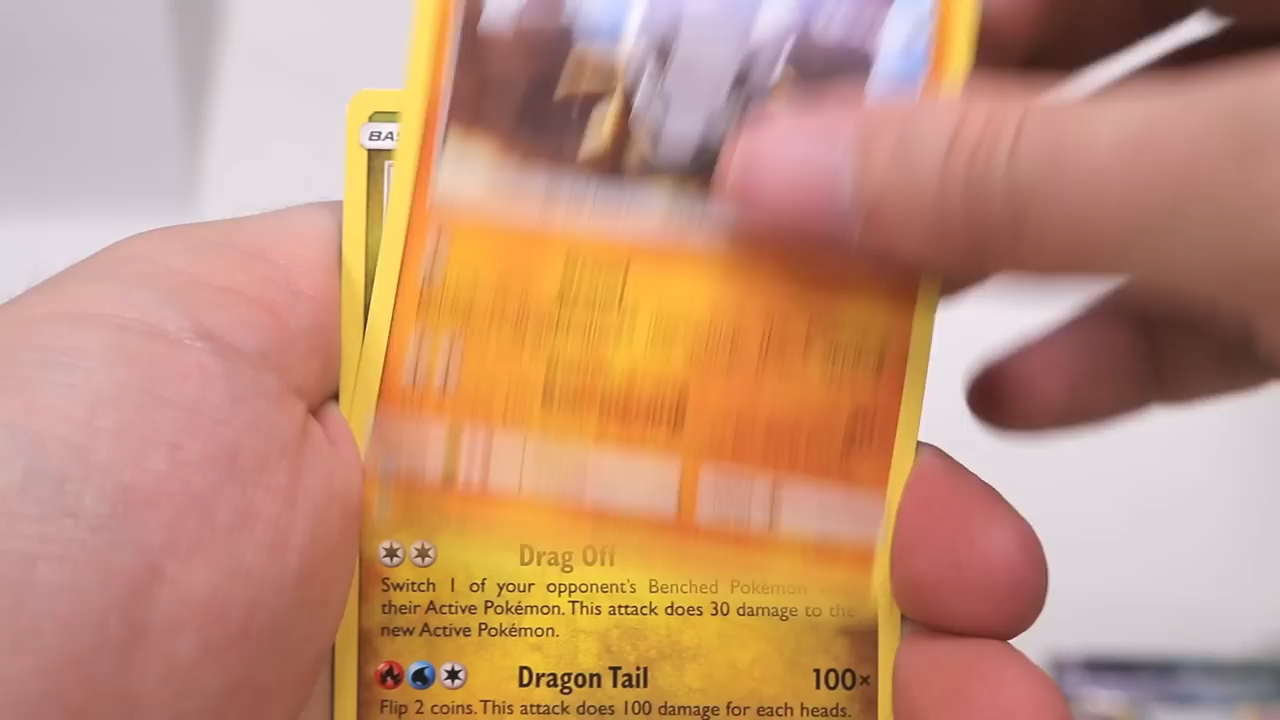 BA
Drag Off
Switch 1 of your opponent's Benched Pokémon
their Active Pokémon. This attack does 30 damage to the
new Active Pokémon.
Dragon Tail 100×
Flip 2 coins. This attack does 100 damage for each heads.